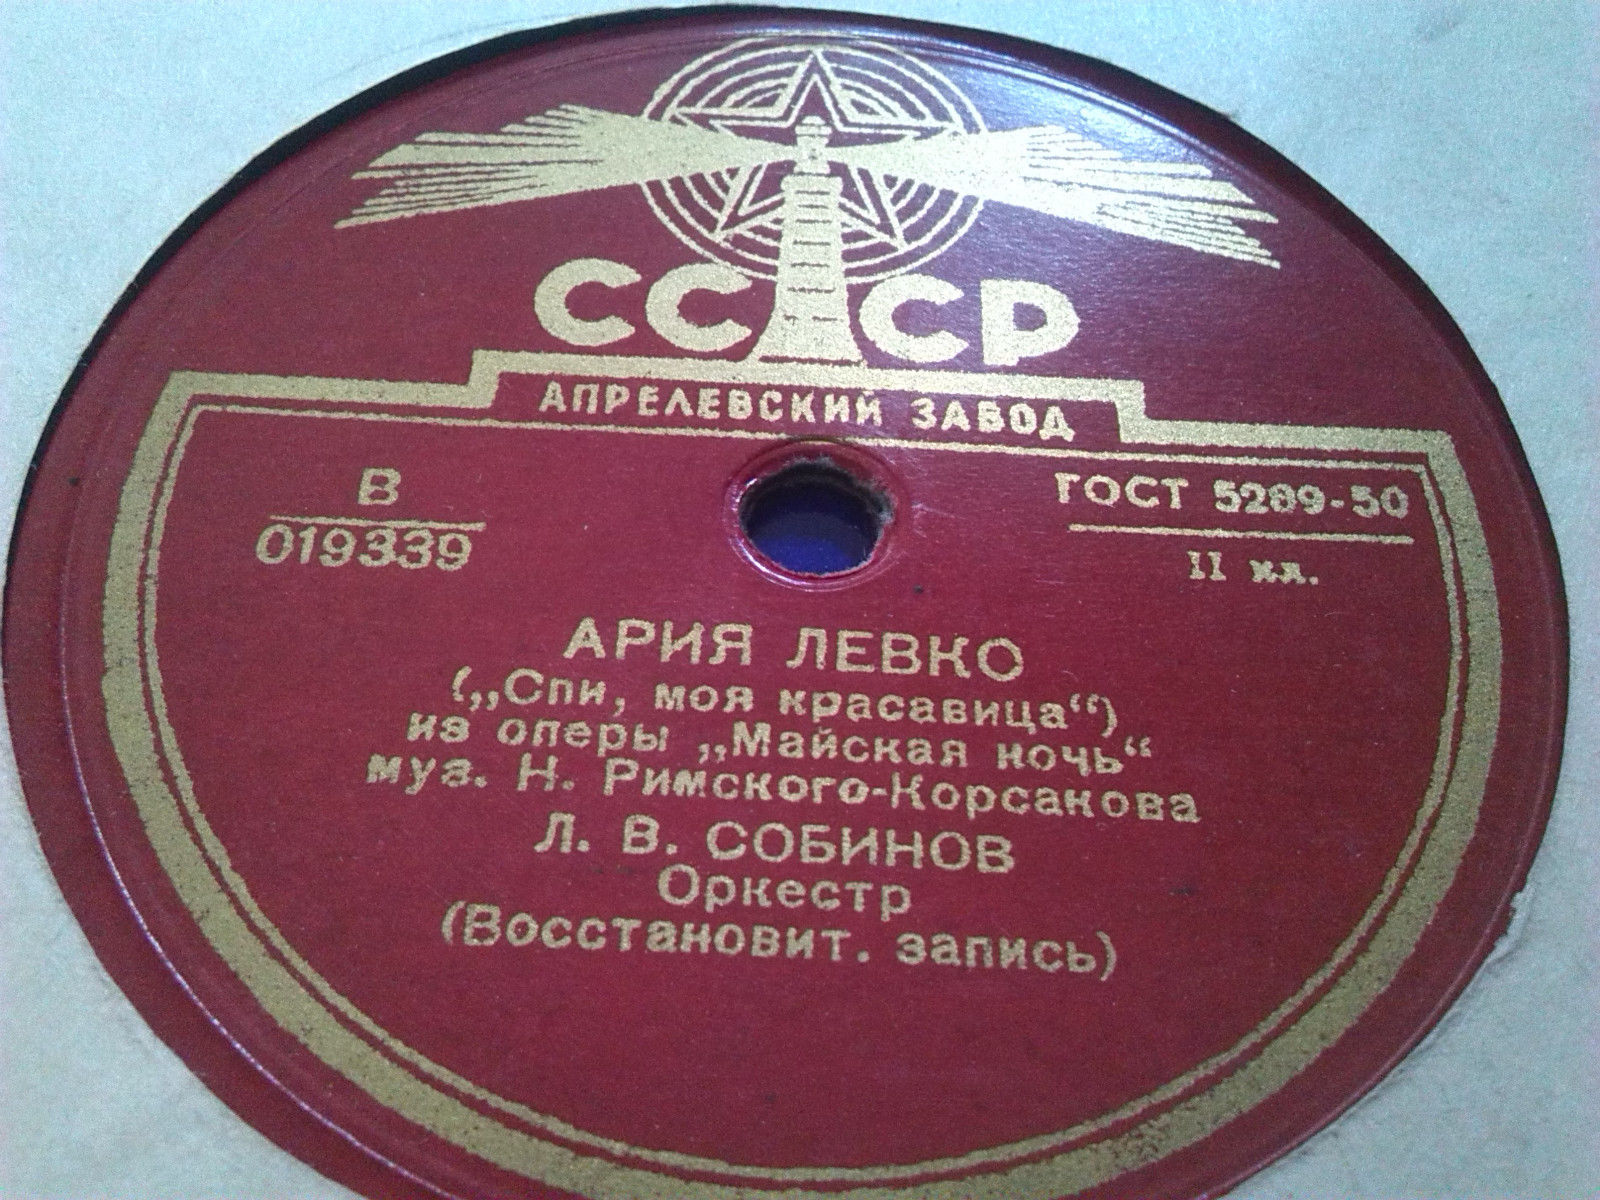 СССР
АПРЕЛЕВСКИЙ ЗАВОД
В
019339
ГОСТ 5289-50
II кл.
АРИЯ ЛЕВКО
(„Спи, моя красавица“)
из оперы „Майская ночь“
муз. Н. Римского-Корсакова
Л. В. СОБИНОВ
Оркестр
(Восстановит. запись)